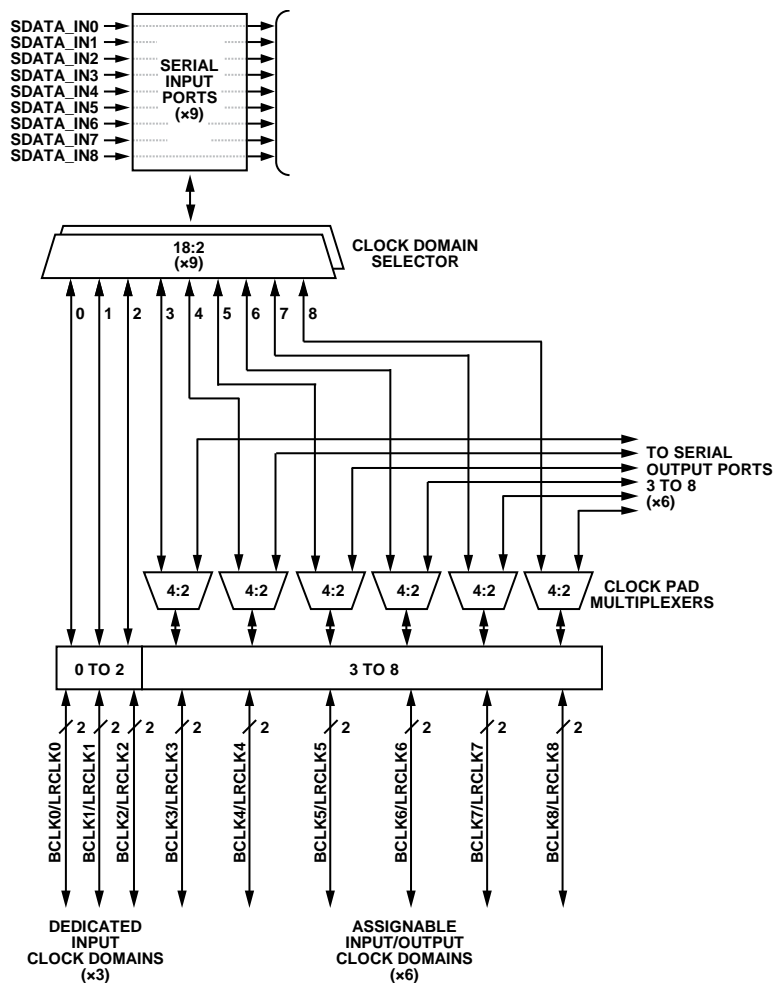 SDATA_IN0
SDATA_IN1
SDATA_IN2
SDATA_IN3
SDATA_IN4
SDATA_IN5
SDATA_IN6
SDATA_IN7
SDATA_IN8
SERIAL
INPUT
PORTS
(×9)
18:2
(×9)
CLOCK DOMAIN
SELECTOR
0
1
2
3
4
5
6
7
8
TO SERIAL
OUTPUT PORTS
3 TO 8
(×6)
4:2
4:2
4:2
4:2
4:2
4:2
CLOCK PAD
MULTIPLEXERS
0 TO 2
3 TO 8
2
2
2
2
2
2
2
2
2
BCLK0/LRCLK0
BCLK1/LRCLK1
BCLK2/LRCLK2
BCLK3/LRCLK3
BCLK4/LRCLK4
BCLK5/LRCLK5
BCLK6/LRCLK6
BCLK7/LRCLK7
BCLK8/LRCLK8
DEDICATED
INPUT
CLOCK DOMAINS
(×3)
ASSIGNABLE
INPUT/OUTPUT
CLOCK DOMAINS
(×6)